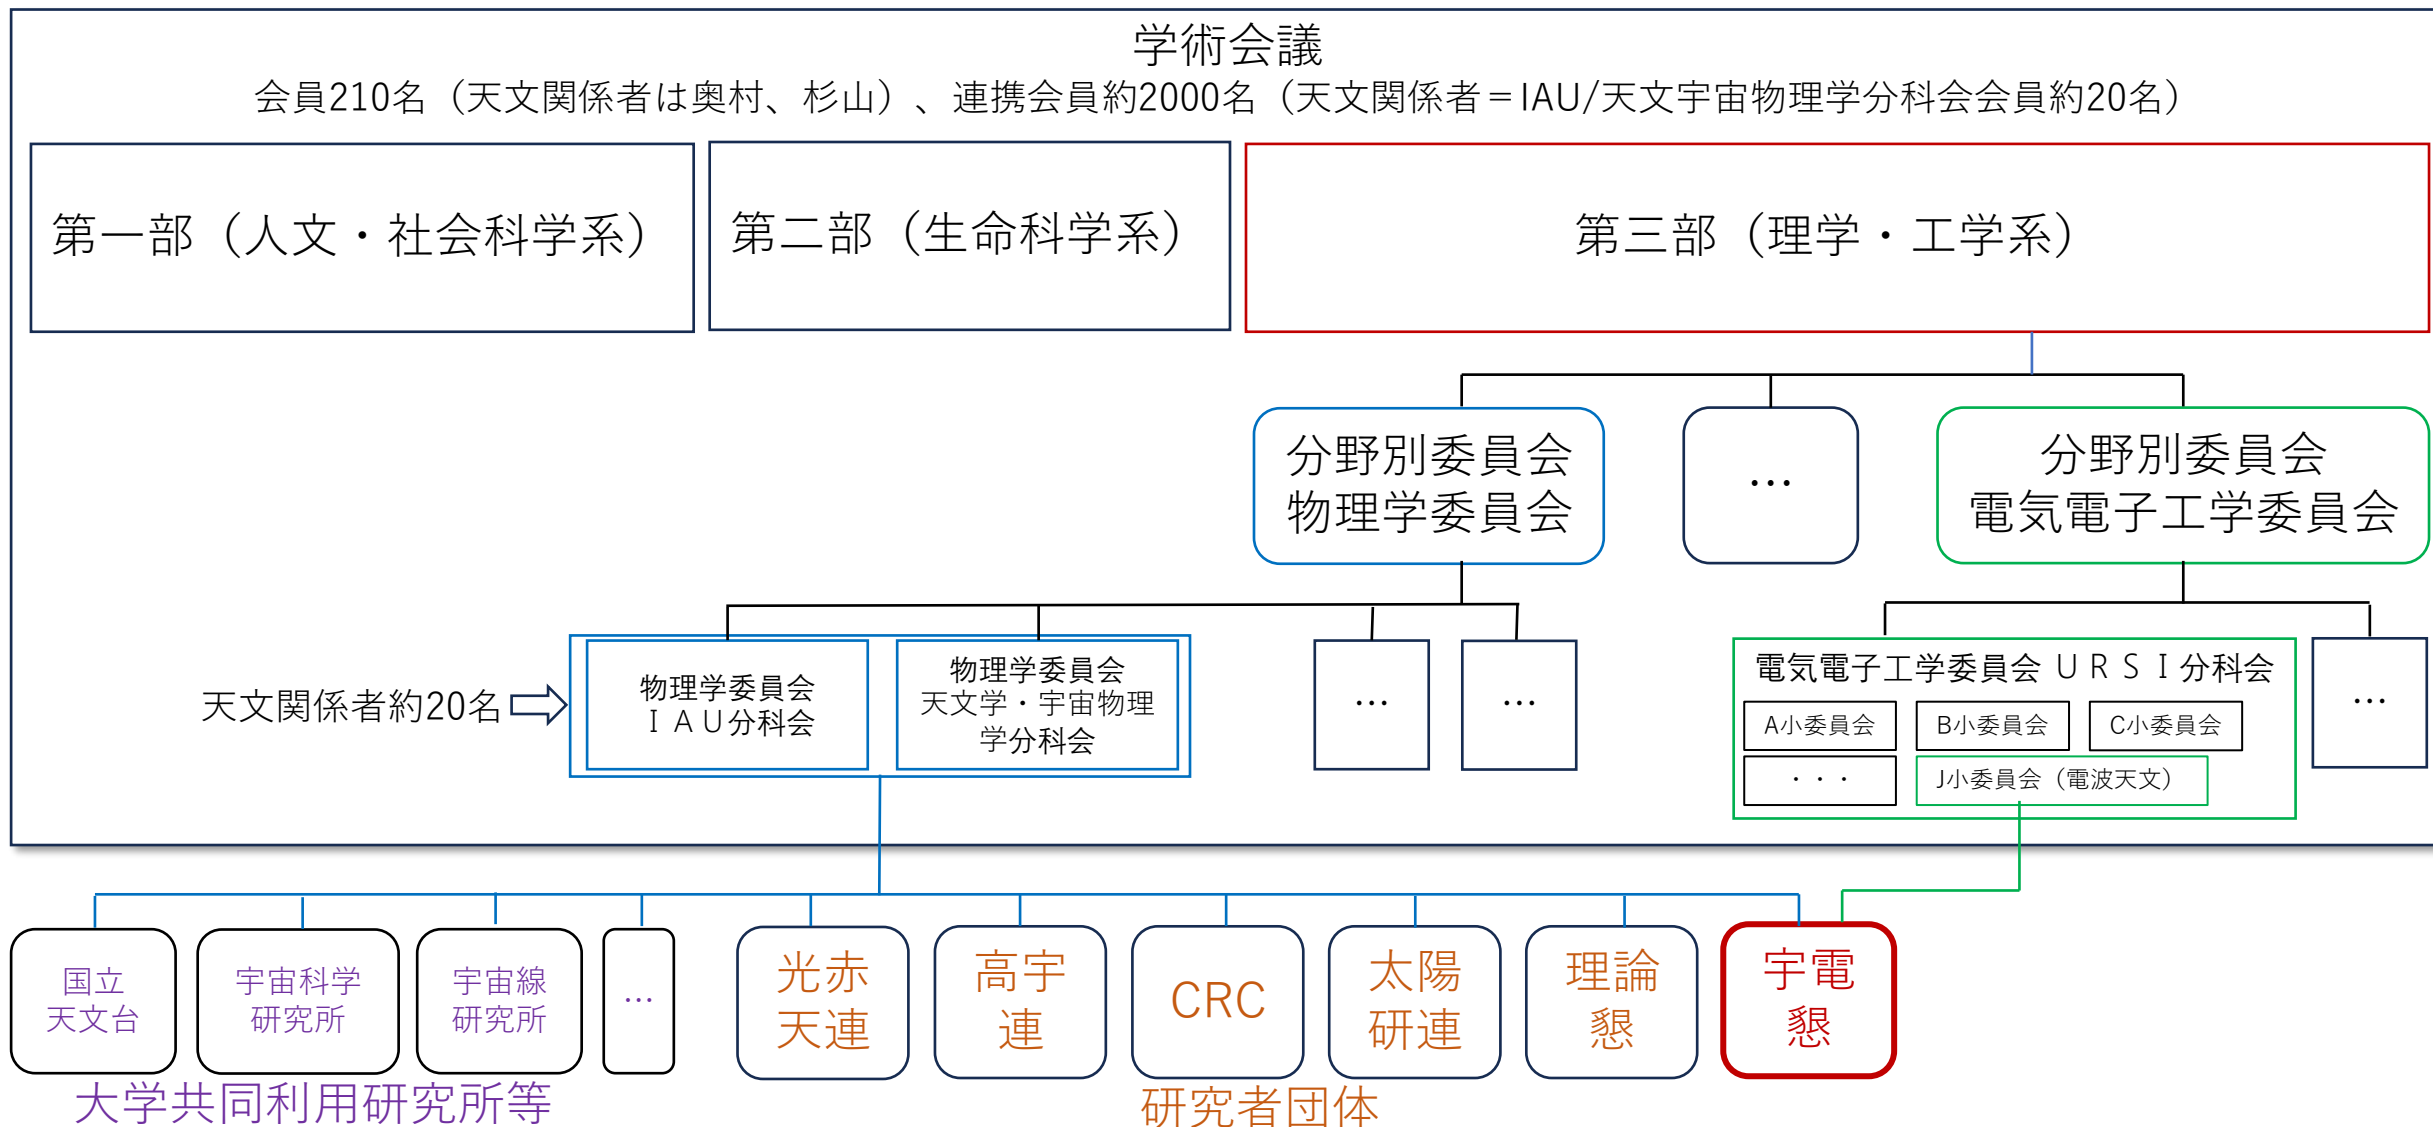 学術会議
会員210名（天文関係者は奥村、杉山）、連携会員約2000名（天文関係者＝IAU/天文宇宙物理学分科会会員約20名）
第一部（人文・社会科学系）
第二部（生命科学系）
第三部（理学・工学系）
分野別委員会
物理学委員会
…
分野別委員会
電気電子工学委員会
天文関係者約20名
物理学委員会
ＩＡＵ分科会
物理学委員会
天文学・宇宙物理
学分科会
…
…
電気電子工学委員会 ＵＲＳＩ分科会
A小委員会
B小委員会
C小委員会
・・・
J小委員会（電波天文）
…
国立
天文台
宇宙科学
研究所
宇宙線
研究所
…
光赤
天連
高宇
連
CRC
太陽
研連
理論
懇
宇電
懇
大学共同利用研究所等
研究者団体